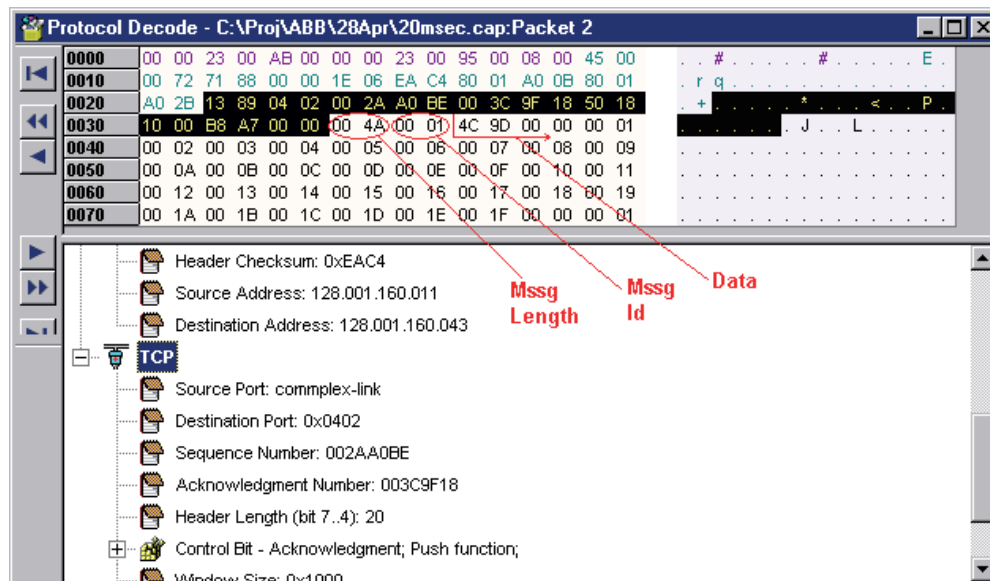 Protocol Decode - C:\Proj\ABB\28Apr\20msec.cap:Packet 2
0000 00 00 23 00 AB 00 00 00 23 00 95 00 08 00 45 00 . . # . . . . . # . . . . . E .
0010 00 72 71 88 00 00 1E 06 EA C4 80 01 A0 0B 80 01 . r q . . . . . . . . . . . . .
0020 A0 2B 13 89 04 02 00 2A A0 BE 00 3C 9F 18 50 18 . + . . . . . * . . . < . . P .
0030 10 00 B8 A7 00 00 00 4A 00 01 4C 9D 00 00 00 01 . . . . . . . J . . L . . . . .
0040 00 02 00 03 00 04 00 05 00 06 00 07 00 08 00 09 . . . . . . . . . . . . . . . .
0050 00 0A 00 0B 00 0C 00 0D 00 0E 00 0F 00 10 00 11 . . . . . . . . . . . . . . . .
0060 00 12 00 13 00 14 00 15 00 16 00 17 00 18 00 19 . . . . . . . . . . . . . . . .
0070 00 1A 00 1B 00 1C 00 1D 00 1E 00 1F 00 00 00 01 . . . . . . . . . . . . . . . .
Mssg Length
Mssg Id
Data
Header Checksum: 0xEAC4
Source Address: 128.001.160.011
Destination Address: 128.001.160.043
TCP
Source Port: commplex-link
Destination Port: 0x0402
Sequence Number: 002AA0BE
Acknowledgment Number: 003C9F18
Header Length (bit 7..4): 20
Control Bit - Acknowledgment; Push function;
Window Size: 0x1000